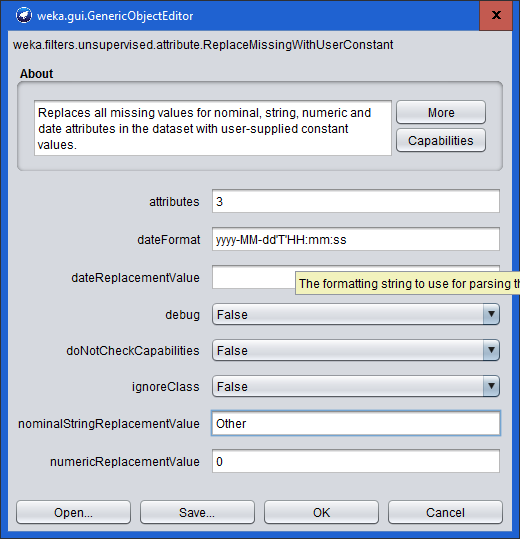 weka.gui.GenericObjectEditor
weka.filters.unsupervised.attribute.ReplaceMissingWithUserConstant
About
Replaces all missing values for nominal, string, numeric and
date attributes in the dataset with user-supplied constant
values.
More
Capabilities
attributes 3
dateFormat yyyy-MM-dd'T'HH:mm:ss
dateReplacementValue
The formatting string to use for parsing th
debug False
doNotCheckCapabilities False
ignoreClass False
nominalStringReplacementValue Other
numericReplacementValue 0
Open... Save... OK Cancel